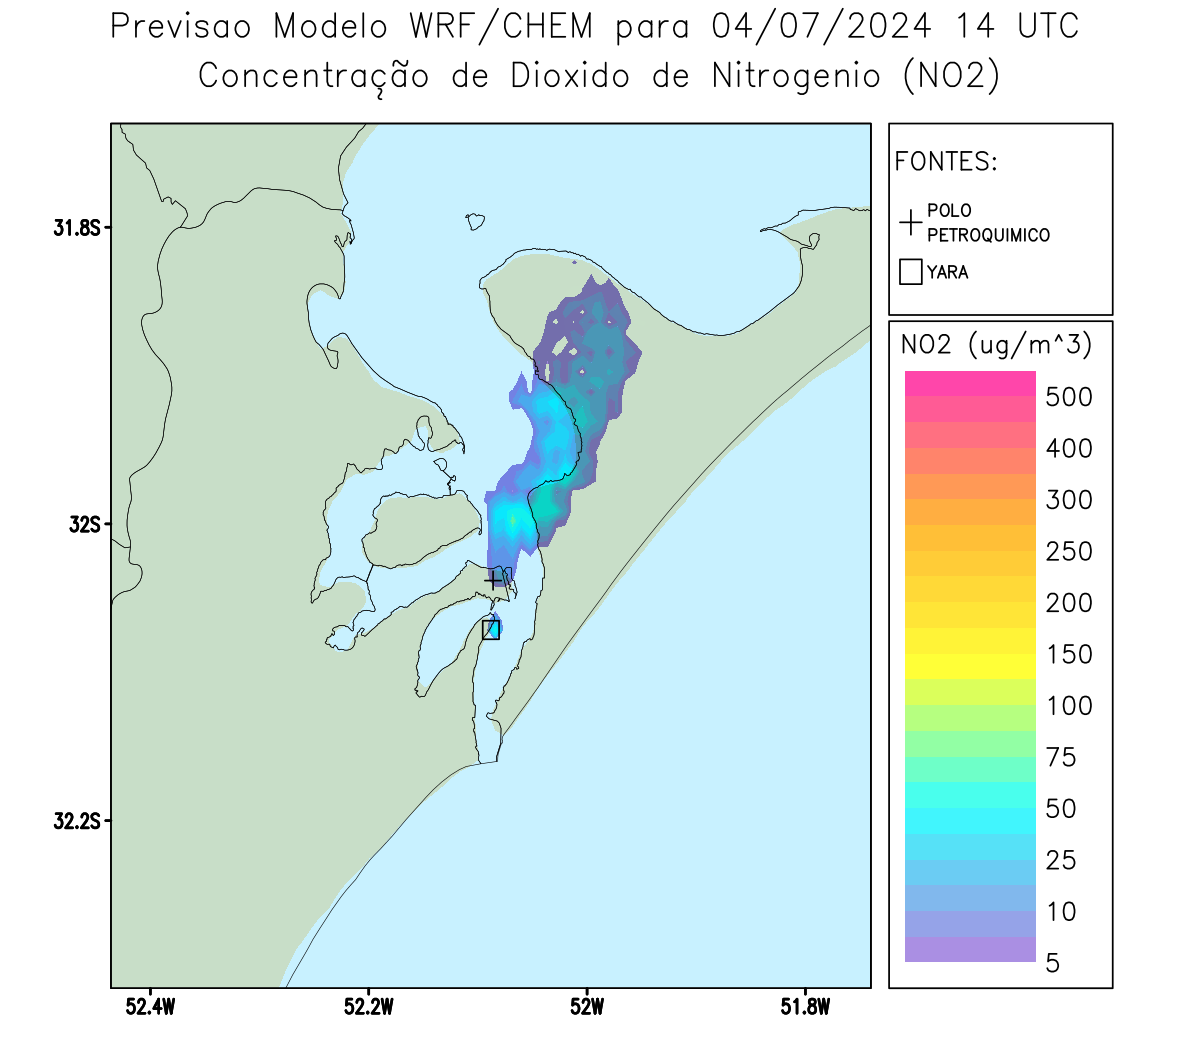 Previsao Modelo WRF/CHEM para 04/07/2024 14 UTC
Concentração de Dioxido de Nitrogenio (NO2)
FONTES:
POLO
PETROQUIMICO
YARA
31.8S
32S
32.2S
52.4W
52.2W
52W
51.8W
NO2 (ug/m^3)
500
400
300
250
200
150
100
75
50
25
10
5